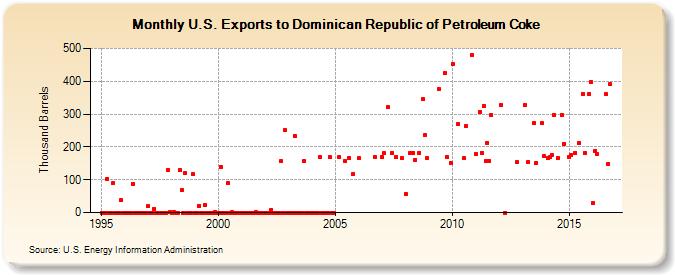 Monthly U.S. Exports to Dominican Republic of Petroleum Coke
Thousand Barrels
500
400
300
200
100
0
1995 2000 2005 2010 2015
Source: U.S. Energy Information Administration